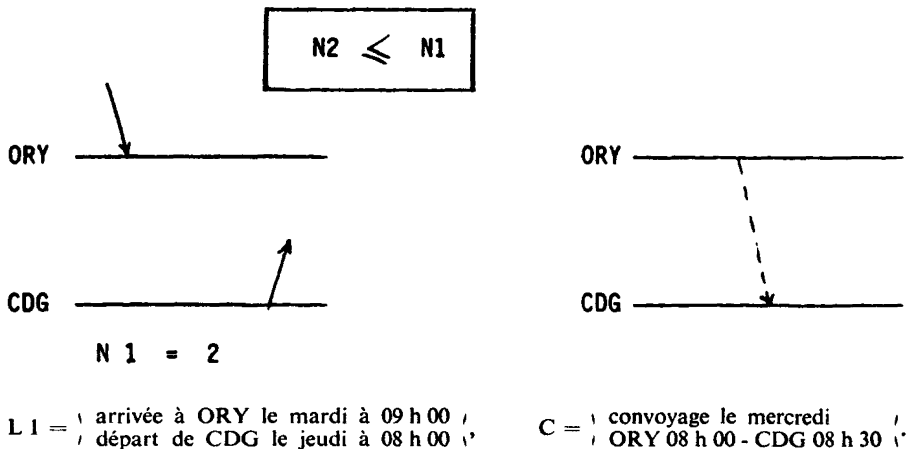 N2 ⩽ N1
ORY
ORY
CDG
CDG
N 1 = 2
L 1 = { arrivée à ORY le mardi à 09 h 00
départ de CDG le jeudi à 08 h 00 },
C = { convoyage le mercredi
ORY 08 h 00 - CDG 08 h 30 }.